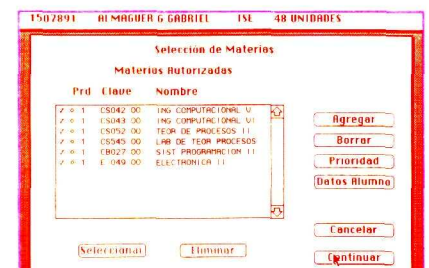 1507891 ALMAGUER G GABRIEL ISE 48 UNIDADES
Selección de Materias
Materias Autorizadas
Prd Clave Nombre
1 CS042 00 ING COMPUTACIONAL V
1 CS043 00 ING COMPUTACIONAL VI
1 CS052 00 TEOR DE PROCESOS II
1 CS545 00 LAB DE TEOR PROCESOS
1 CB027 00 SIST PROGRAMACION II
1 E 049 00 ELECTRONICA II
Agregar
Borrar
Prioridad
Datos Alumno
Cancelar
Seleccionar Eliminar
Continuar